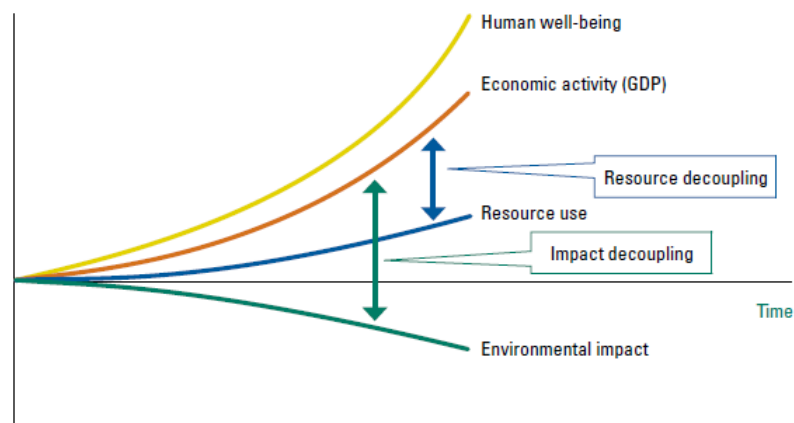 Human well-being
Economic activity (GDP)
Resource decoupling
Resource use
Impact decoupling
Time
Environmental impact